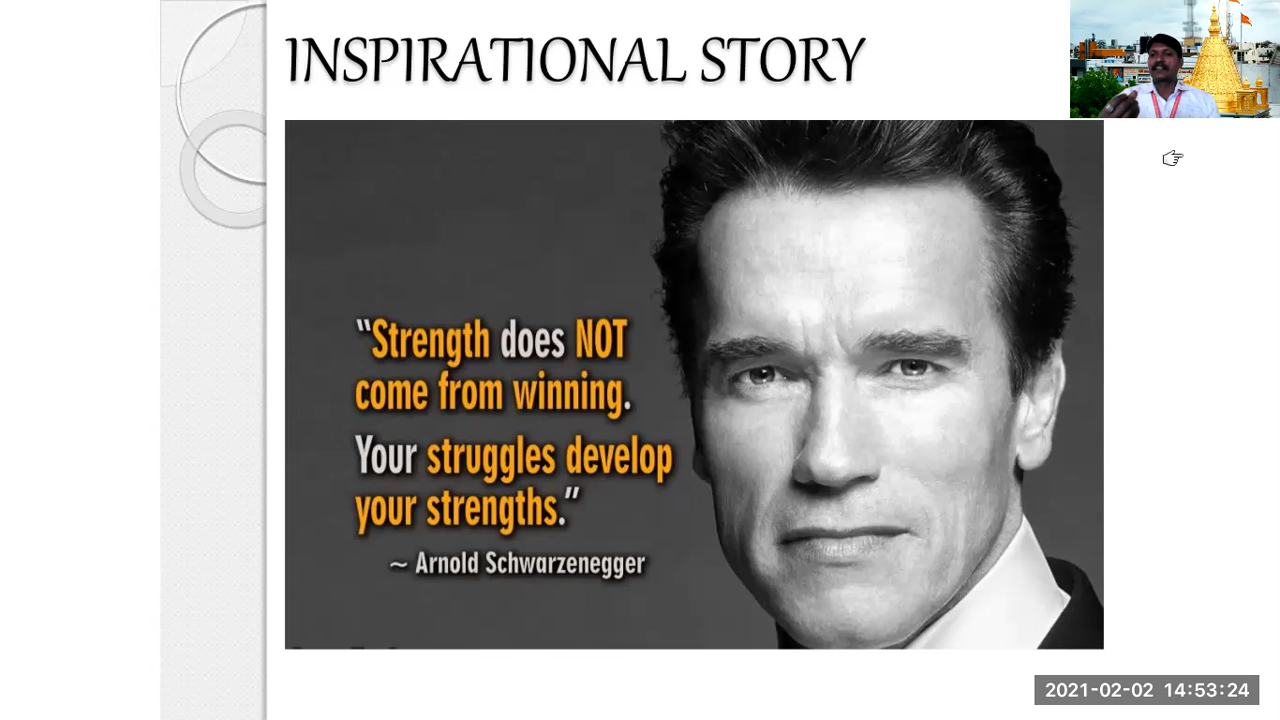 INSPIRATIONAL STORY
“Strength does NOT
come from winning.
Your struggles develop
your strengths.”
~ Arnold Schwarzenegger
2021-02-02 14:53:24